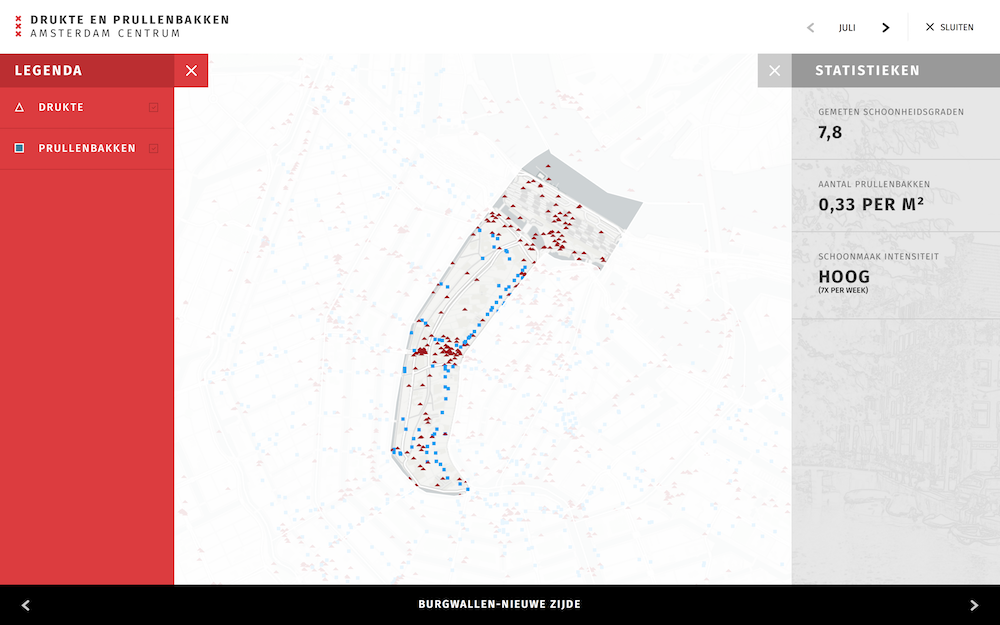 DRUKTE EN PRULLENBAKKEN
AMSTERDAM CENTRUM
JULI
SLUITEN
LEGENDA
DRUKTE
PRULLENBAKKEN
STATISTIEKEN
GEMETEN SCHOONHEIDSGRADEN
7,8
AANTAL PRULLENBAKKEN
0,33 PER M²
SCHOONMAAK INTENSITEIT
HOOG
(7X PER WEEK)
BURGWALLEN-NIEUWE ZIJDE